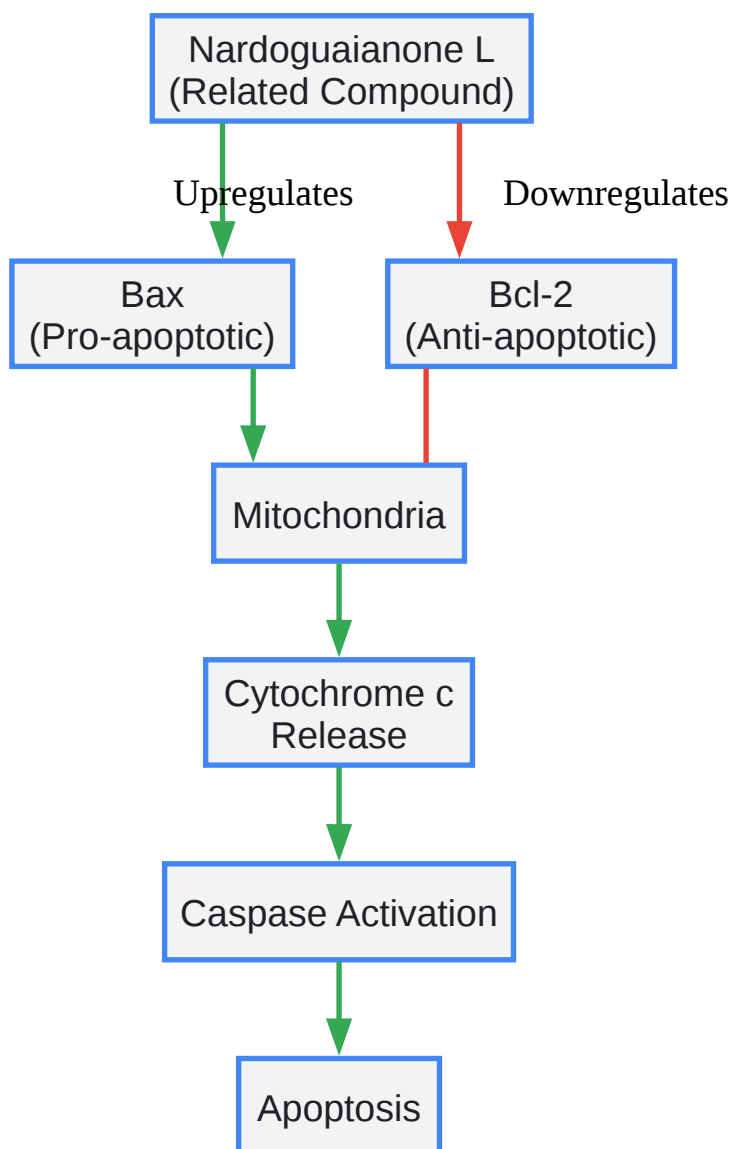 Nardoguaianone L
(Related Compound)
Upregulates
Downregulates
Bax
(Pro-apoptotic)
Bcl-2
(Anti-apoptotic)
Mitochondria
Cytochrome c
Release
Caspase Activation
Apoptosis